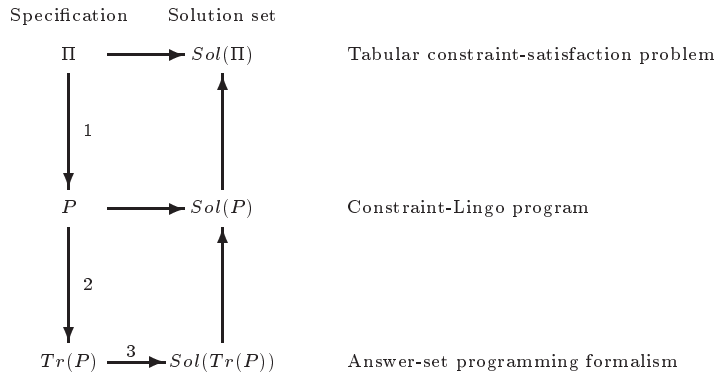 Specification Solution set
Π Sol(Π) Tabular constraint-satisfaction problem
1
P Sol(P) Constraint-Lingo program
2
Tr(P) 3 Sol(Tr(P)) Answer-set programming formalism